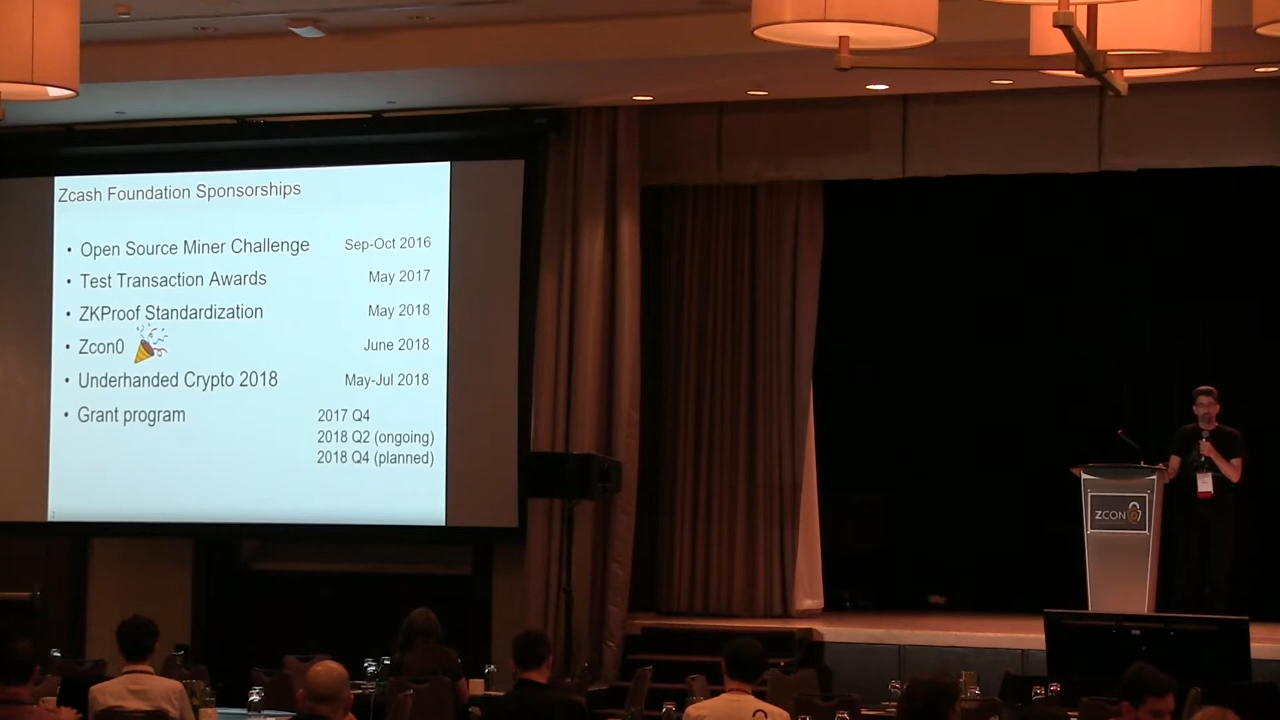 Zcash Foundation Sponsorships
• Open Source Miner Challenge Sep-Oct 2016
• Test Transaction Awards May 2017
• ZKProof Standardization May 2018
• Zcon0 June 2018
• Underhanded Crypto 2018 May-Jul 2018
• Grant program 2017 Q4
2018 Q2 (ongoing)
2018 Q4 (planned)
ZCON0